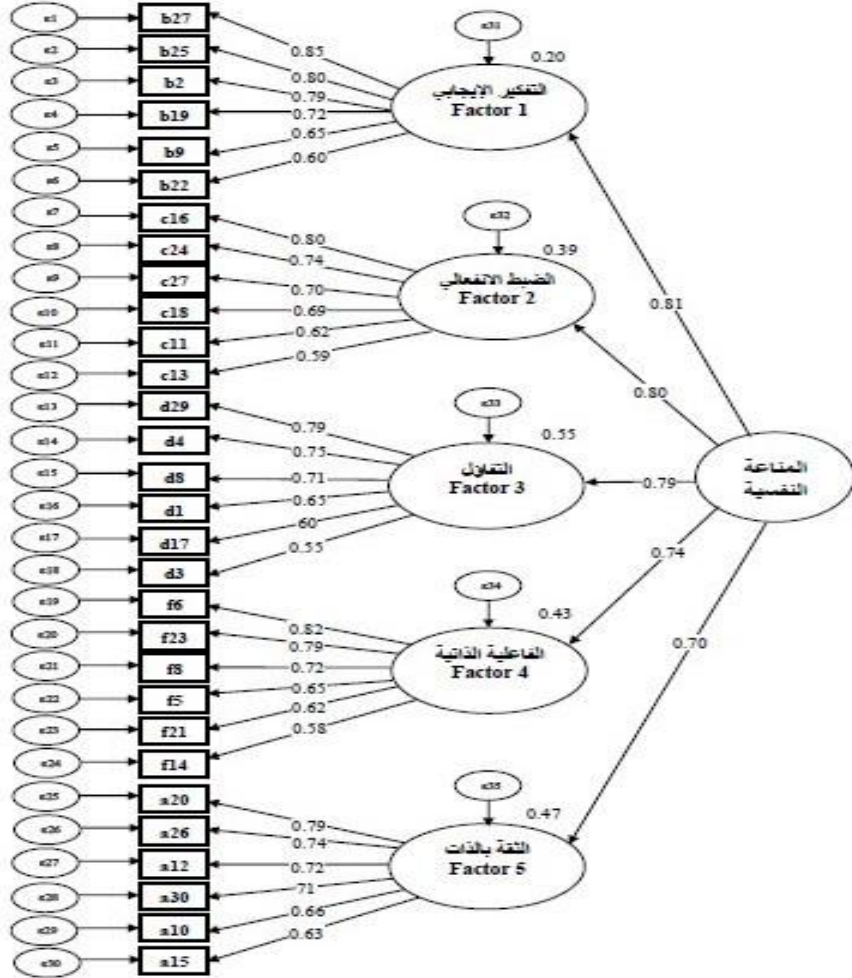 e1
b27
0.85
e2
b25
0.80
e3
b2
0.79
e4
b19
0.72
e5
b9
0.65
e6
b22
0.60
e31
0.20
التفكير الإيجابي
Factor 1
0.81
e7
c16
0.80
e8
c24
0.74
e9
c27
0.70
e10
c18
0.69
e11
c11
0.62
e12
c13
0.59
e32
0.39
الضبط الانفعالي
Factor 2
0.80
e13
d29
0.79
e14
d4
0.75
e15
d8
0.71
e16
d1
0.65
e17
d17
60
e18
d3
0.55
e33
0.55
التفاؤل
Factor 3
0.79
المناعة
النفسية
e19
f6
0.82
e20
f23
0.79
e21
f8
0.72
e22
f5
0.65
e23
f21
0.62
e24
f14
0.58
e34
0.43
الفاعلية الذاتية
Factor 4
0.74
e25
a20
0.79
e26
a26
0.74
e27
a12
0.72
e28
a30
71
e29
a10
0.66
e30
a15
0.63
e35
0.47
الثقة بالذات
Factor 5
0.70